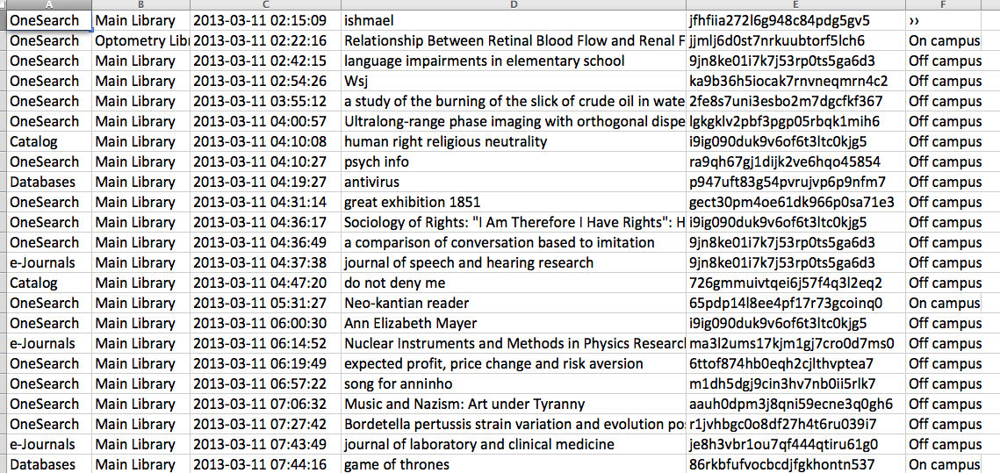 A B C D E F
OneSearch Main Library 2013-03-11 02:15:09 ishmael jfhfiia272l6g948c84pdg5gv5 ››
OneSearch Optometry Libr 2013-03-11 02:22:16 Relationship Between Retinal Blood Flow and Renal F jjmlj6d0st7nrkuubtorf5lch6 On campus
OneSearch Main Library 2013-03-11 02:42:15 language impairments in elementary school 9jn8ke01i7k7j53rp0ts5ga6d3 Off campus
OneSearch Main Library 2013-03-11 02:54:26 Wsj ka9b36h5iocak7rnvneqmrn4c2 Off campus
OneSearch Main Library 2013-03-11 03:55:12 a study of the burning of the slick of crude oil in wate 2fe8s7uni3esbo2m7dgcfkf367 Off campus
OneSearch Main Library 2013-03-11 04:00:57 Ultralong-range phase imaging with orthogonal dispe lgkgklv2pbf3pgp05rbqk1mih6 Off campus
Catalog Main Library 2013-03-11 04:10:08 human right religious neutrality i9ig090duk9v6of6t3ltc0kjg5 Off campus
OneSearch Main Library 2013-03-11 04:10:27 psych info ra9qh67gj1dijk2ve6hqo45854 Off campus
Databases Main Library 2013-03-11 04:19:27 antivirus p947uft83g54pvrujvp6p9nfm7 Off campus
OneSearch Main Library 2013-03-11 04:31:14 great exhibition 1851 gect30pm4oe61dk966p0sa71e3 Off campus
OneSearch Main Library 2013-03-11 04:36:17 Sociology of Rights: "I Am Therefore I Have Rights": H i9ig090duk9v6of6t3ltc0kjg5 Off campus
OneSearch Main Library 2013-03-11 04:36:49 a comparison of conversation based to imitation 9jn8ke01i7k7j53rp0ts5ga6d3 Off campus
e-Journals Main Library 2013-03-11 04:37:38 journal of speech and hearing research 9jn8ke01i7k7j53rp0ts5ga6d3 Off campus
Catalog Main Library 2013-03-11 04:47:20 do not deny me 726gmmuivtqei6j57f4q3l2eq2 Off campus
OneSearch Main Library 2013-03-11 05:31:27 Neo-kantian reader 65pdp14l8ee4pf17r73gcoinq0 On campus
OneSearch Main Library 2013-03-11 06:00:30 Ann Elizabeth Mayer i9ig090duk9v6of6t3ltc0kjg5 Off campus
e-Journals Main Library 2013-03-11 06:14:52 Nuclear Instruments and Methods in Physics Research ma3l2ums17kjm1gj7cro0d7ms0 Off campus
OneSearch Main Library 2013-03-11 06:19:49 expected profit, price change and risk aversion 6ttof874hb0eqh2cjlthvptea7 Off campus
OneSearch Main Library 2013-03-11 06:57:22 song for anninho m1dh5dgj9cin3hv7nb0ii5rlk7 Off campus
OneSearch Main Library 2013-03-11 07:06:32 Music and Nazism: Art under Tyranny aauh0dpm3j8qni59ecne3q0gh6 Off campus
OneSearch Main Library 2013-03-11 07:27:42 Bordetella pertussis strain variation and evolution po r1jvhbgc0o8df27h4t6ru039i7 Off campus
e-Journals Main Library 2013-03-11 07:43:49 journal of laboratory and clinical medicine je8h3vbr1ou7qf444qtiru61g0 Off campus
Databases Main Library 2013-03-11 07:44:16 game of thrones 86rkbfufvocbcdjfgkhontn537 On campus